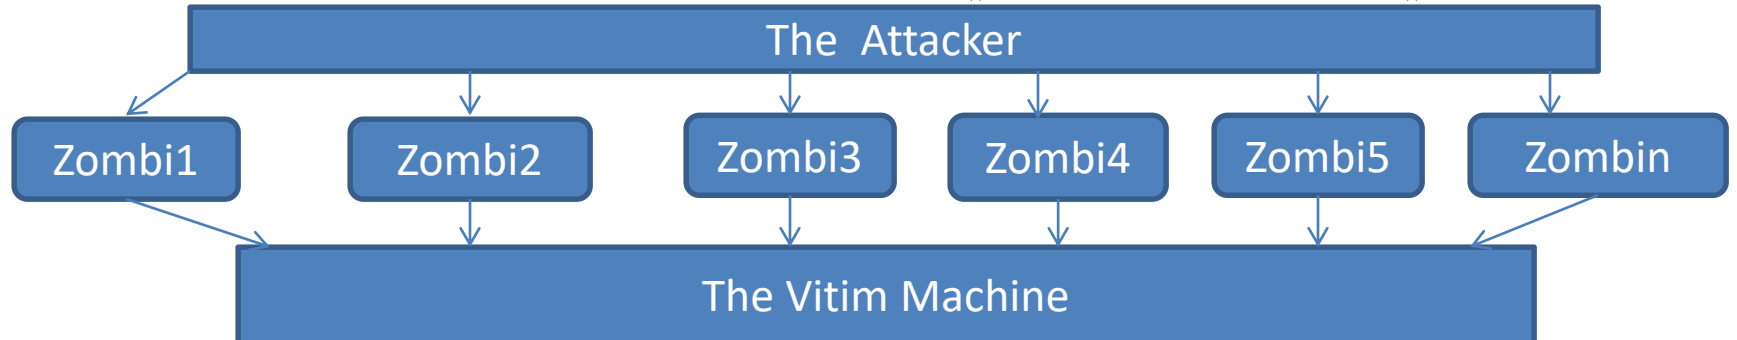 The  Attacker
Zombi1
Zombi2
Zombi3
Zombi4
Zombi5
Zombin
The Vitim Machine